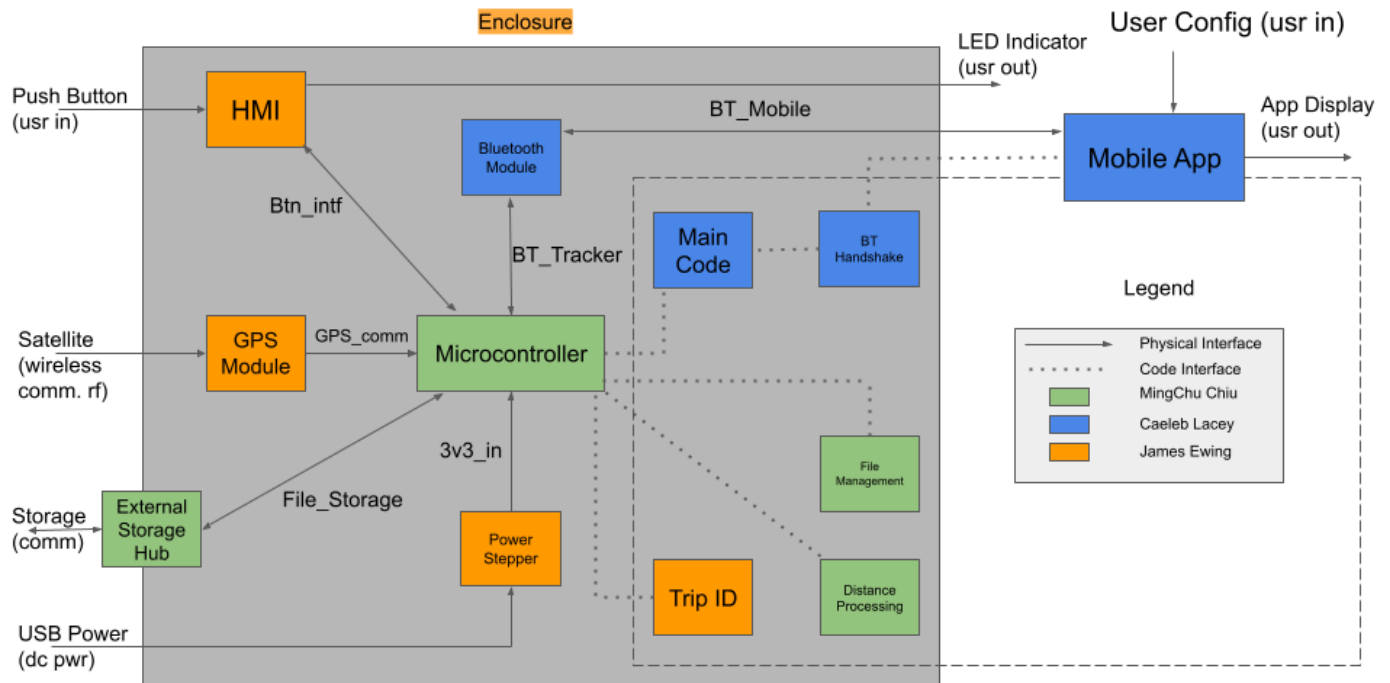 Enclosure
User Config (usr in)
LED Indicator
(usr out)
Push Button
(usr in)
HMI
BT_Mobile
App Display
(usr out)
Bluetooth
Module
Mobile App
Btn_intf
BT_Tracker
Main
Code
BT
Handshake
Legend
Satellite
(wireless
comm. rf)
GPS
Module
GPS_comm
Microcontroller
Physical Interface
Code Interface
MingChu Chiu
Caeleb Lacey
James Ewing
3v3_in
File
Management
File_Storage
Storage
(comm)
External
Storage
Hub
Power
Stepper
Trip ID
Distance
Processing
USB Power
(dc pwr)